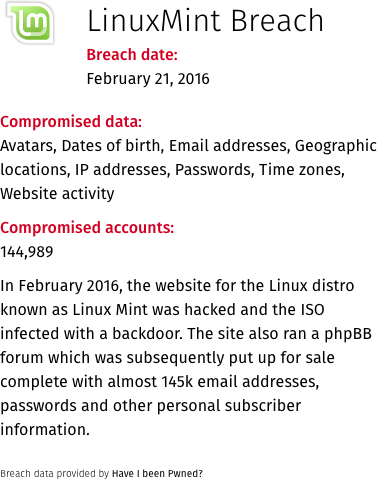 lm
LinuxMint Breach
Breach date:
February 21, 2016
Compromised data:
Avatars, Dates of birth, Email addresses, Geographic
locations, IP addresses, Passwords, Time zones,
Website activity
Compromised accounts:
144,989
In February 2016, the website for the Linux distro
known as Linux Mint was hacked and the ISO
infected with a backdoor. The site also ran a phpBB
forum which was subsequently put up for sale
complete with almost 145k email addresses,
passwords and other personal subscriber
information.
Breach data provided by Have I been Pwned?